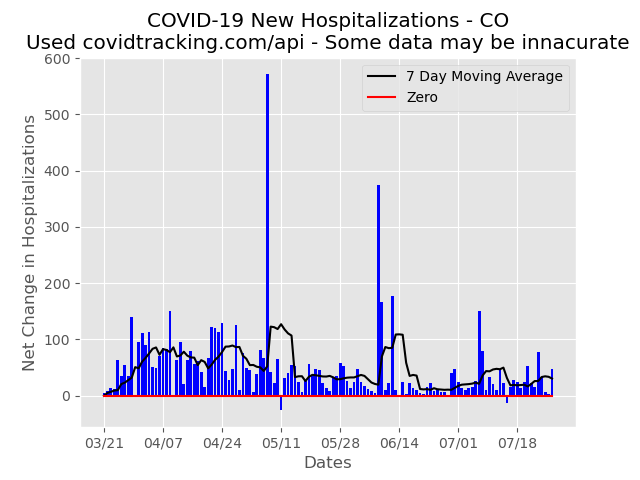 COVID-19 New Hospitalizations - CO
Used covidtracking.com/api - Some data may be innacurate
600
500
400
300
200
100
0
Net Change in Hospitalizations
7 Day Moving Average
Zero
03/21 04/07 04/24 05/11 05/28 06/14 07/01 07/18
Dates